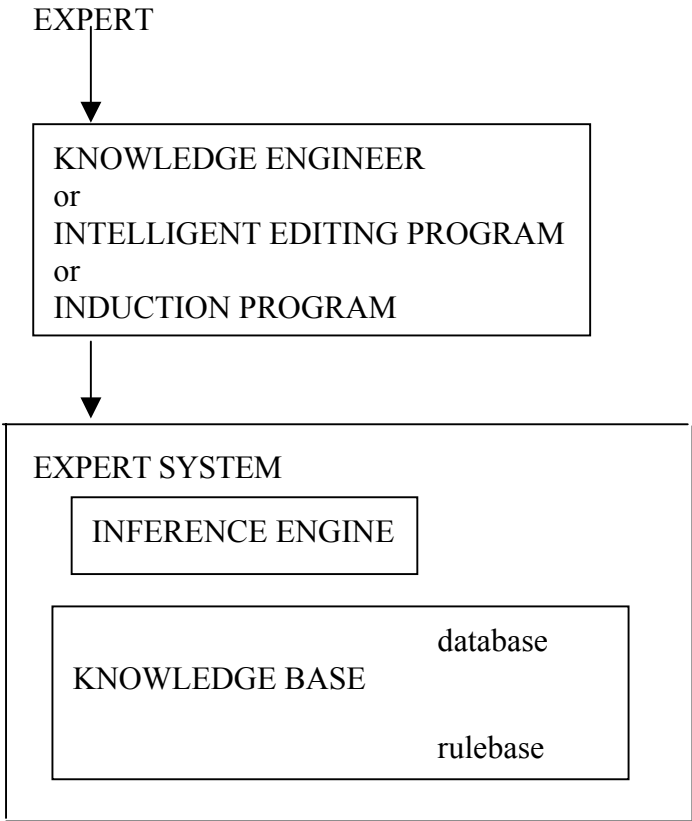 EXPERT
KNOWLEDGE ENGINEER
or
INTELLIGENT EDITING PROGRAM
or
INDUCTION PROGRAM
EXPERT SYSTEM
INFERENCE ENGINE
database
KNOWLEDGE BASE
rulebase